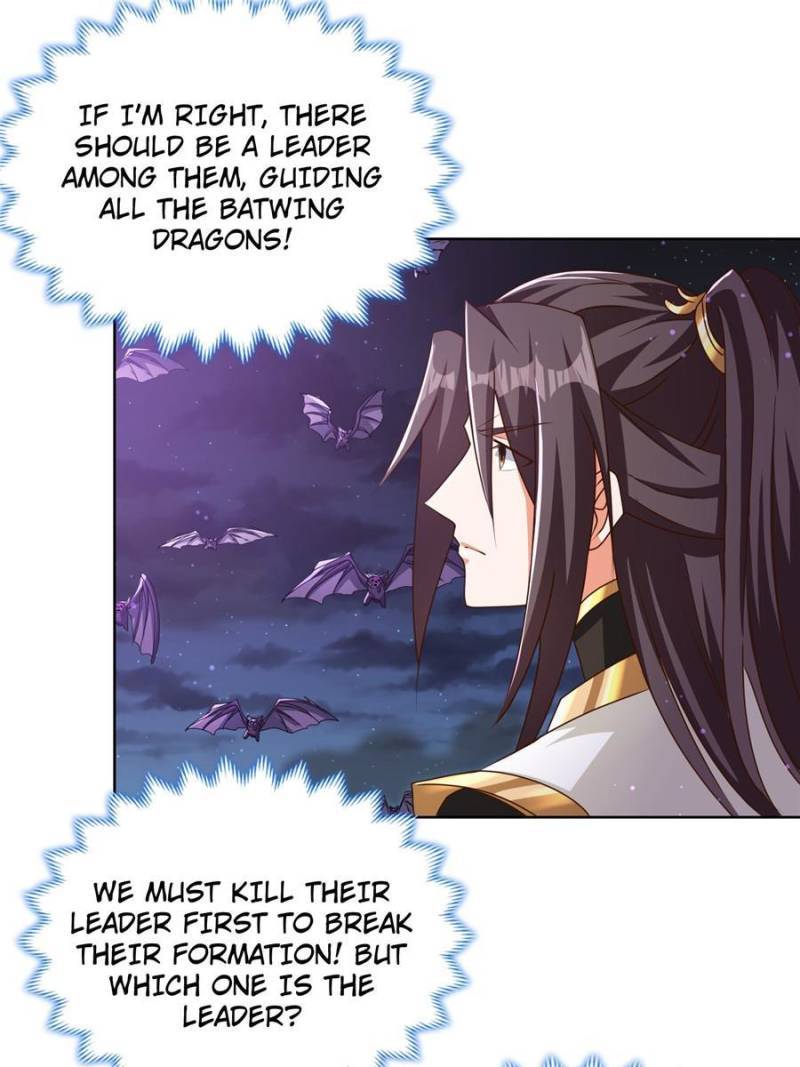 IF I'M RIGHT, THERE
SHOULD BE A LEADER
AMONG THEM, GUIDING
ALL THE BATWING
DRAGONS!
WE MUST KILL THEIR
LEADER FIRST TO BREAK
THEIR FORMATION! BUT
WHICH ONE IS THE
LEADER?